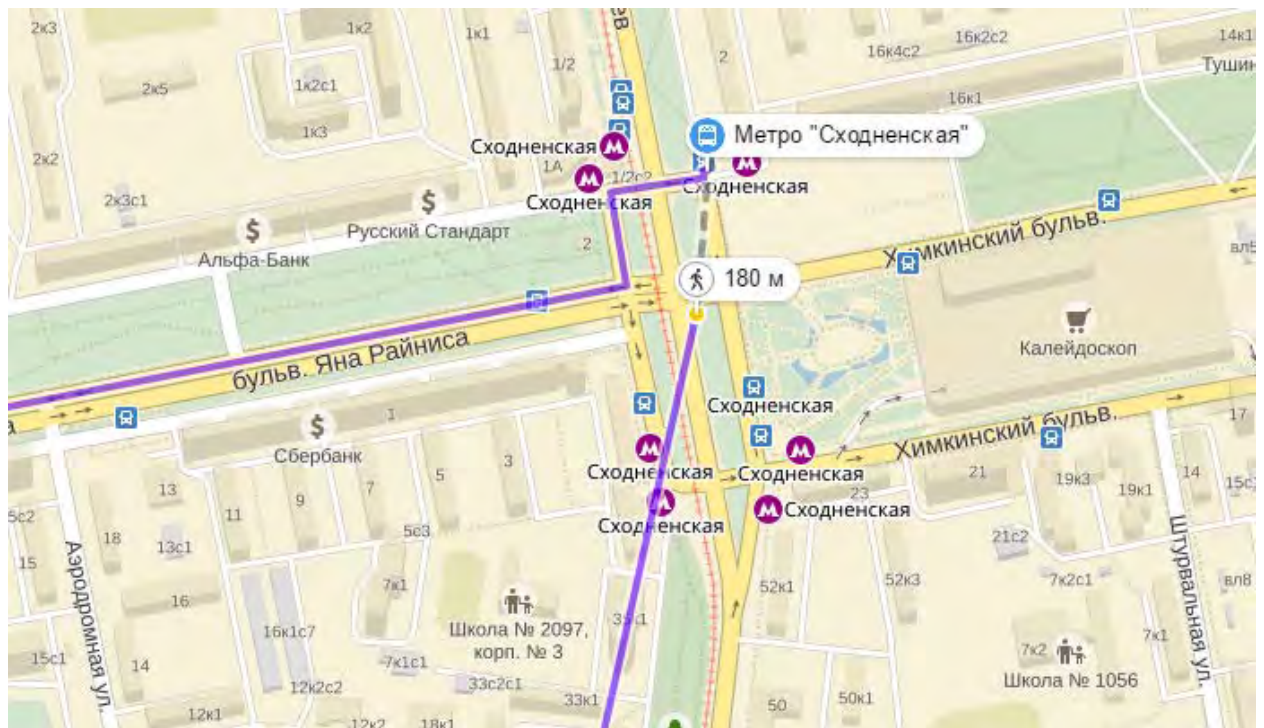 2к3
1к2
1к1
ев
2
16к4с2
16к2с2
14к1
Тушин
1/2
2к5
1к2с1
16к1
1к3
Сходненская
Метро "Сходненская"
2к2
1А
1/2с2
Сходненская
Сходненская
2к3с1
Русский Стандарт
Альфа-Банк
2
Химкинский бульв.
вл5
180 м
Калейдоскоп
бульв. Яна Райниса
а
1
Сбербанк
Сходненская
Химкинский бульв.
17
Сходненская
Сходненская
Сходненская
Сходненская
13
11
9
7
5
3
5с3
23
21
19к3
19к1
14
5с2
18
13с1
15
16
Аэродромная ул.
7к1
21с2
Штурвальная ул.
52к1
52к3
7к2с1
вл8
16к1с7
Школа № 2097,
корп. № 3
7к2
7к1
15с1
14
7к1с1
Школа № 1056
12к2с2
33с2с1
33к1
12к1
12к2
18к1
50
50к1